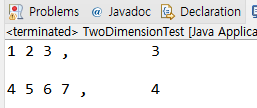 Problems @ Javadoc Declaration
<terminated> TwoDimensionTest [Java Applica
1 2 3 , 3
4 5 6 7 , 4